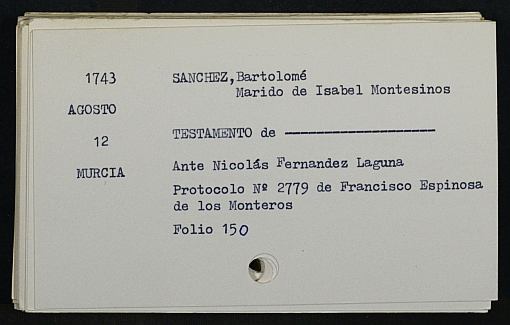 1743
AGOSTO
12
MURCIA
SANCHEZ,Bartolomé
Marido de Isabel Montesinos
TESTAMENTO de -------------------
Ante Nicolás Fernandez Laguna
Protocolo Nº 2779 de Francisco Espinosa
de los Monteros
Folio 150